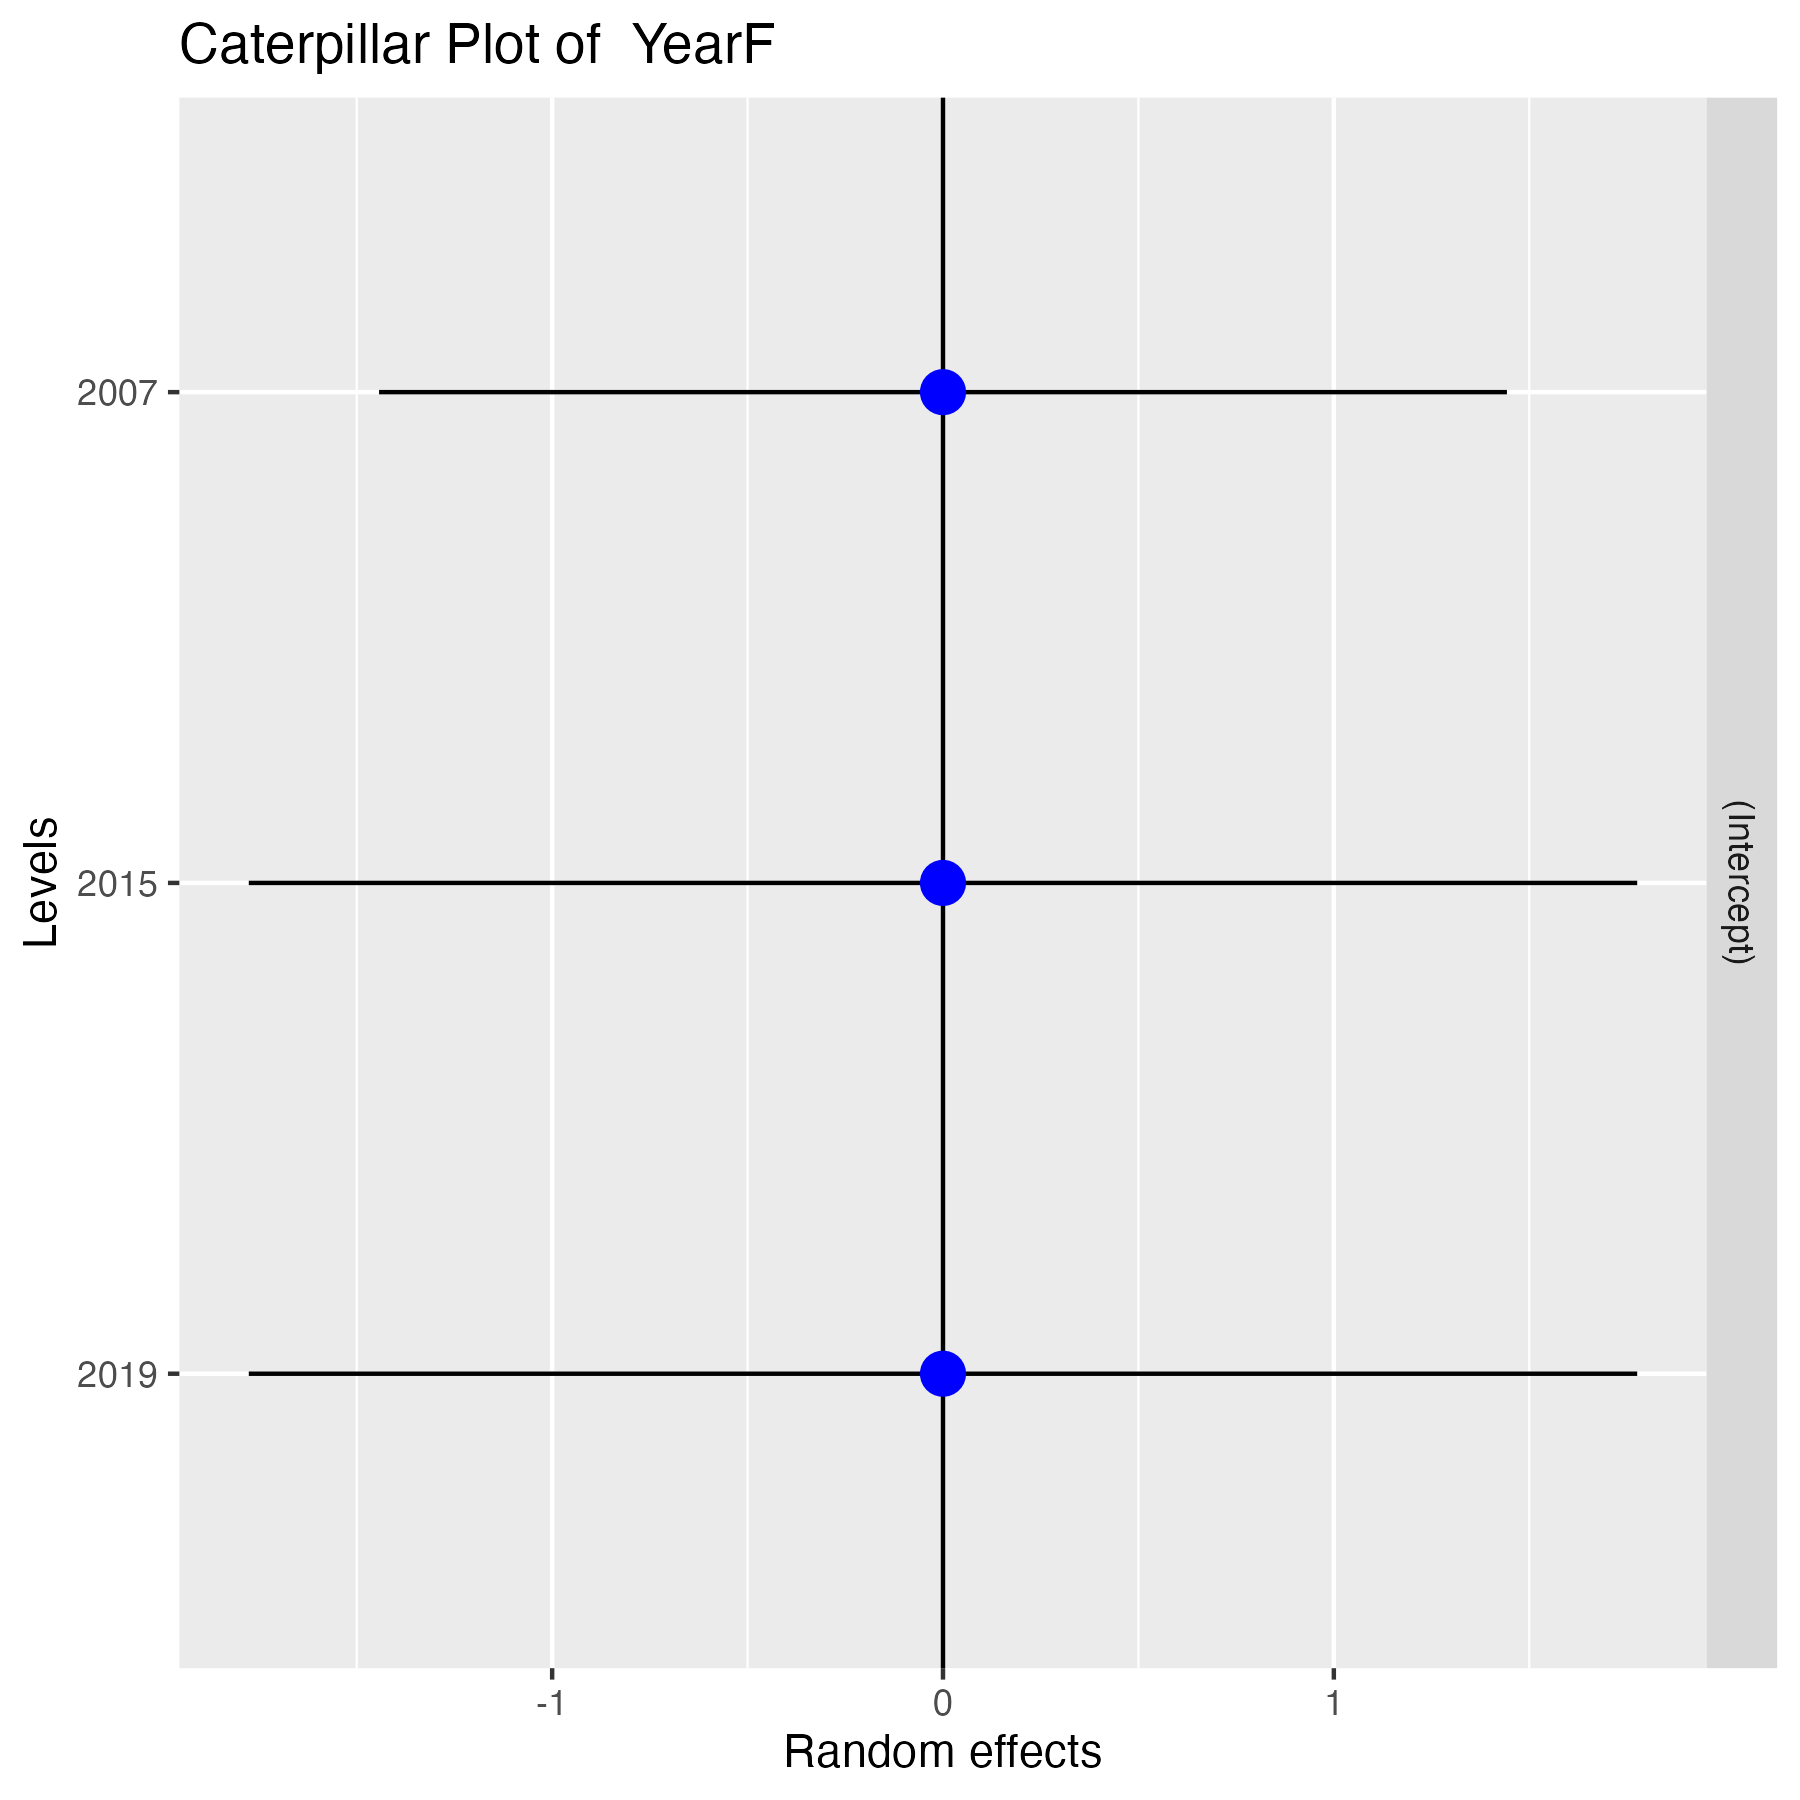 Caterpillar Plot of  YearF
Levels
2007
2015
2019
(Intercept)
-1
0
1
Random effects